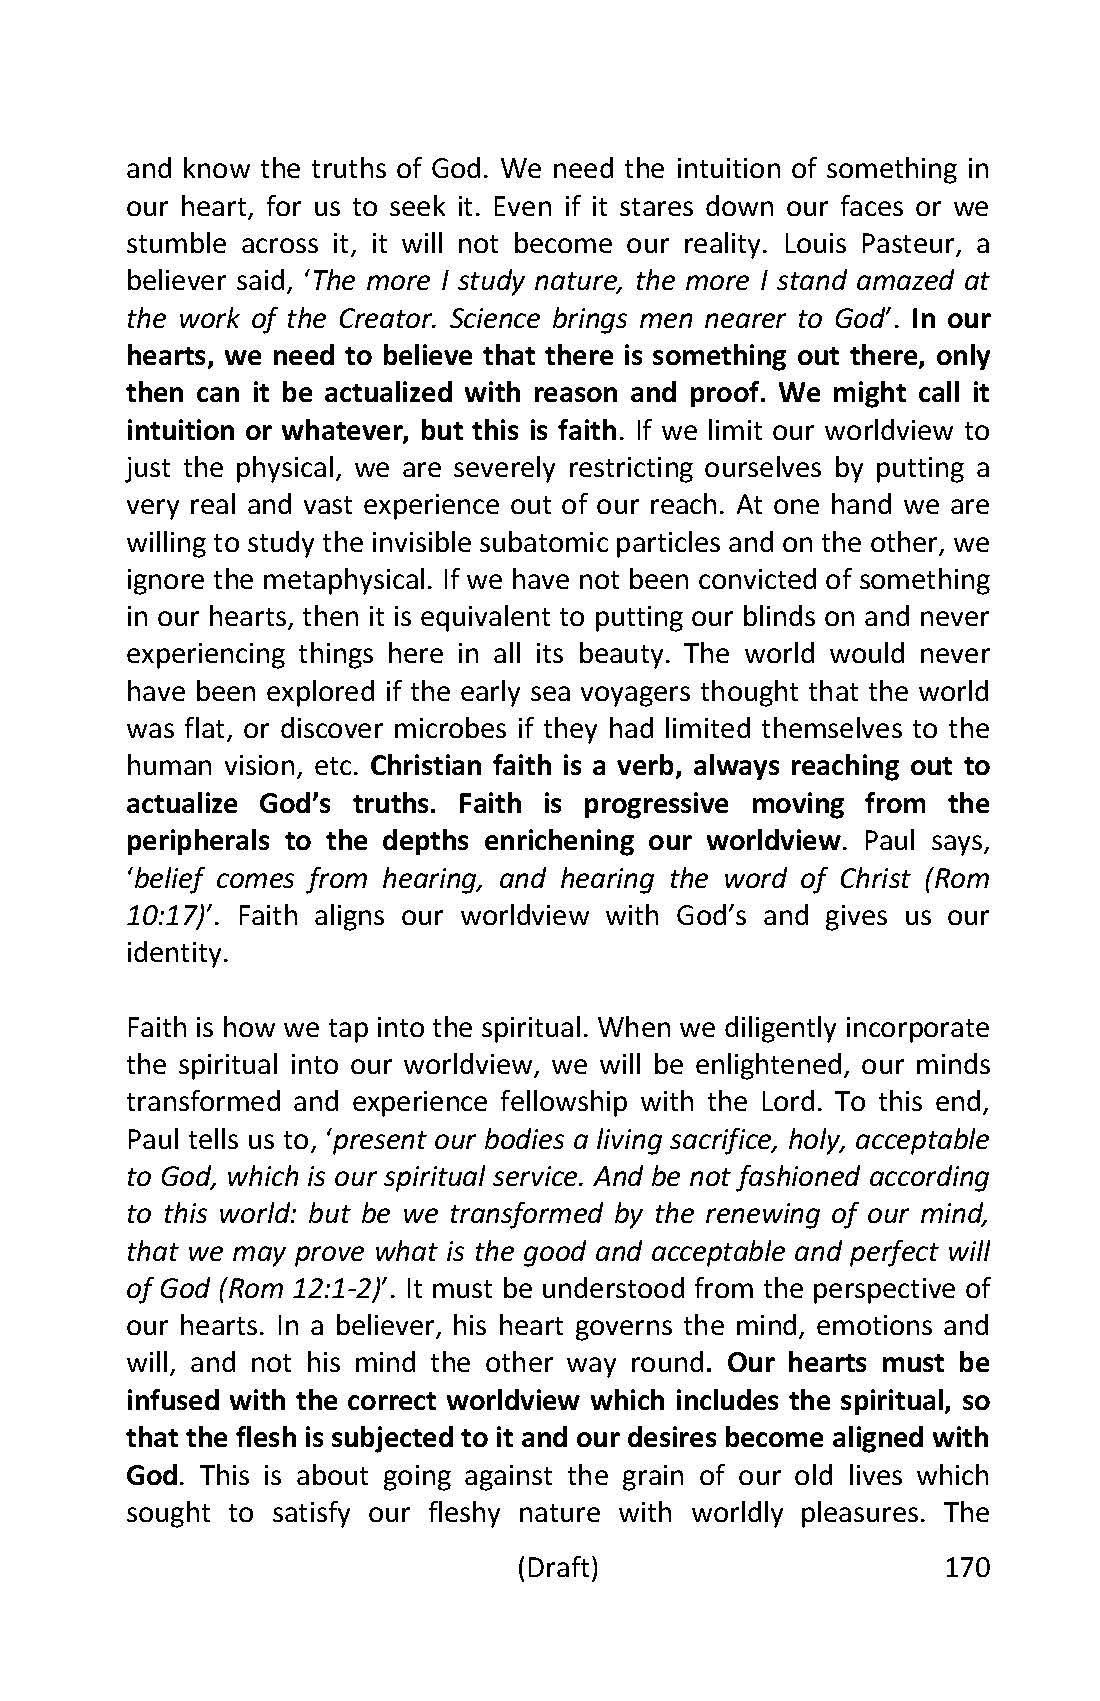 and know the truths of God. We need the intuition of something in
our heart, for us to seek it. Even if it stares down our faces or we
stumble across it, it will not become our reality. Louis Pasteur, a
believer said, ‘The more I study nature, the more I stand amazed at
the work of the Creator. Science brings men nearer to God’. In our
hearts, we need to believe that there is something out there, only
then can it be actualized with reason and proof. We might call it
intuition or whatever, but this is faith. If we limit our worldview to
just the physical, we are severely restricting ourselves by putting a
very real and vast experience out of our reach. At one hand we are
willing to study the invisible subatomic particles and on the other, we
ignore the metaphysical. If we have not been convicted of something
in our hearts, then it is equivalent to putting our blinds on and never
experiencing things here in all its beauty. The world would never
have been explored if the early sea voyagers thought that the world
was flat, or discover microbes if they had limited themselves to the
human vision, etc. Christian faith is a verb, always reaching out to
actualize God’s truths. Faith is progressive moving from the
peripherals to the depths enrichening our worldview. Paul says,
‘belief comes from hearing, and hearing the word of Christ (Rom
10:17)’. Faith aligns our worldview with God’s and gives us our
identity.
Faith is how we tap into the spiritual. When we diligently incorporate
the spiritual into our worldview, we will be enlightened, our minds
transformed and experience fellowship with the Lord. To this end,
Paul tells us to, ‘present our bodies a living sacrifice, holy, acceptable
to God, which is our spiritual service. And be not fashioned according
to this world: but be we transformed by the renewing of our mind,
that we may prove what is the good and acceptable and perfect will
of God (Rom 12:1-2)’. It must be understood from the perspective of
our hearts. In a believer, his heart governs the mind, emotions and
will, and not his mind the other way round. Our hearts must be
infused with the correct worldview which includes the spiritual, so
that the flesh is subjected to it and our desires become aligned with
God. This is about going against the grain of our old lives which
sought to satisfy our fleshy nature with worldly pleasures. The
(Draft) 170